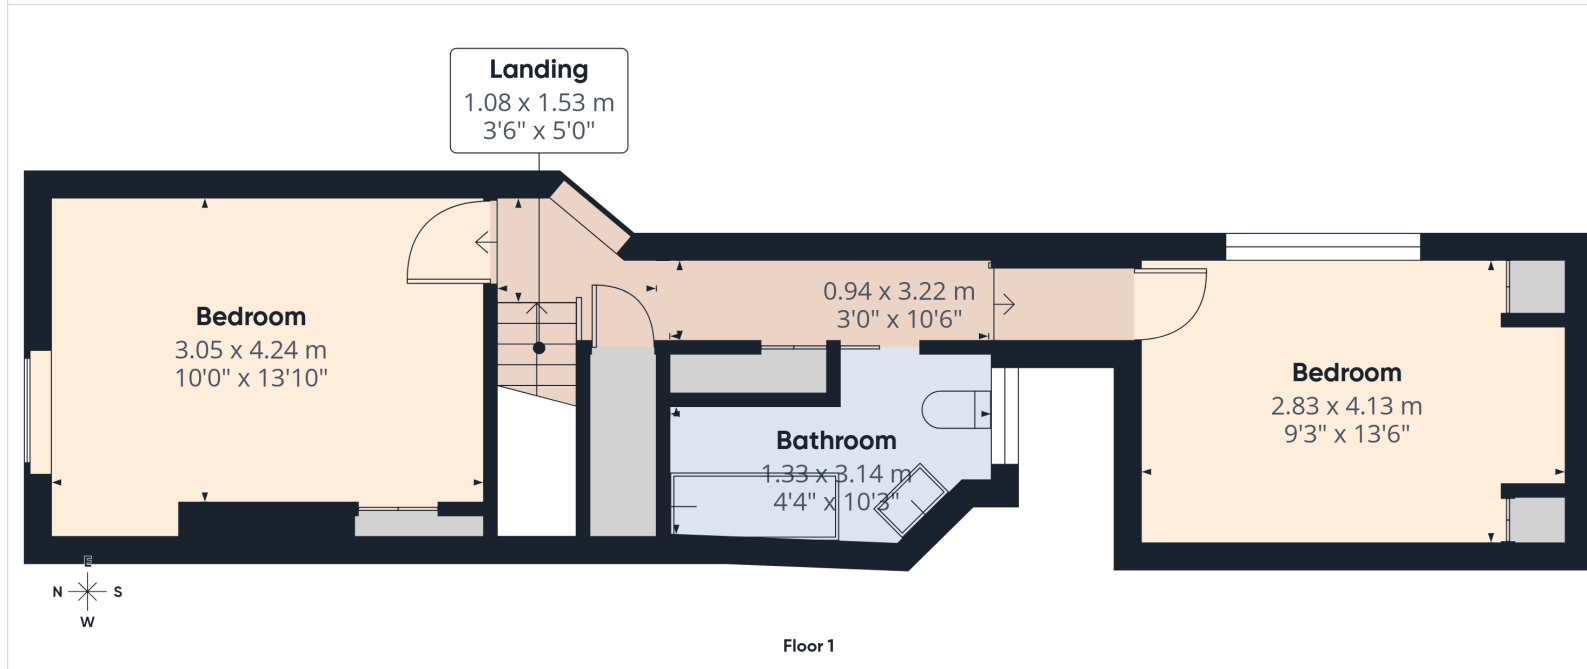 Landing
1.08 x 1.53 m
3'6" x 5'0"
Bedroom
3.05 x 4.24 m
10'0" x 13'10"
0.94 x 3.22 m
3'0" x 10'6"
Bathroom
1.33 x 3.14 m
4'4" x 10'3"
Bedroom
2.83 x 4.13 m
9'3" x 13'6"
E
N S
W
Floor 1